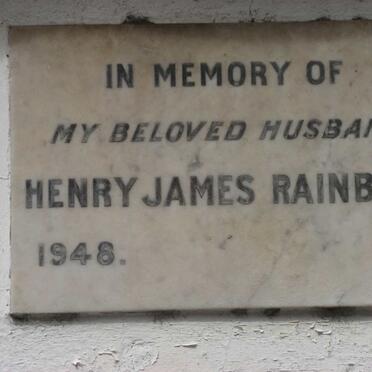 IN MEMORY OF
MY BELOVED HUSBAN
HENRY JAMES RAINB
1948.